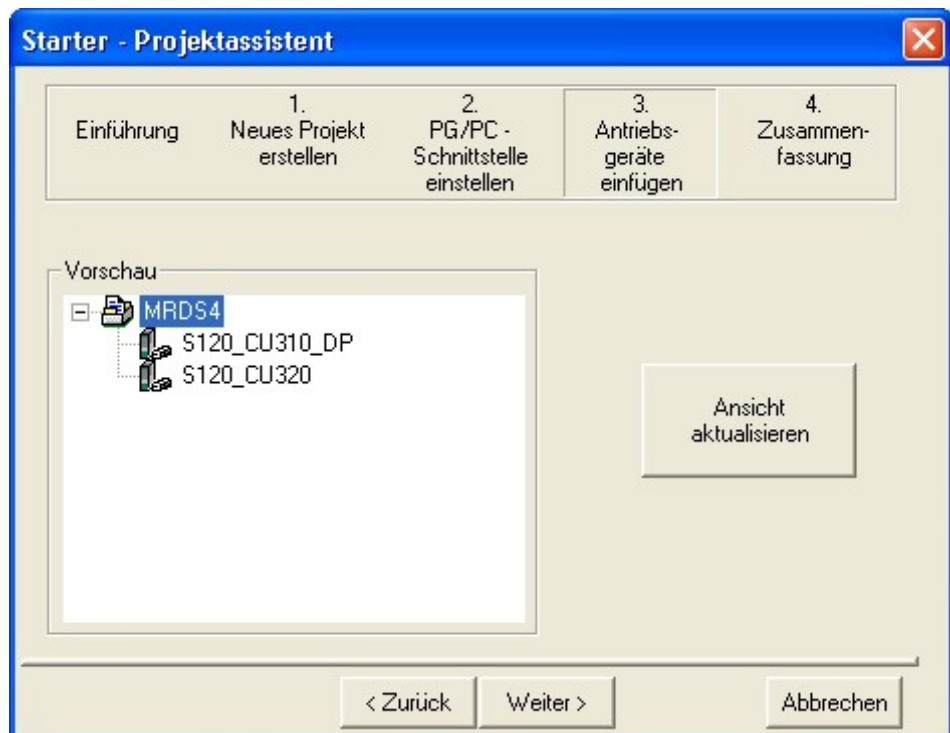 Starter - Projektassistent
Einführung
1.
Neues Projekt
erstellen
2.
PG/PC -
Schnittstelle
einstellen
3.
Antriebs-
geräte
einfügen
4.
Zusammen-
fassung
Vorschau
MRDS4
S120_CU310_DP
S120_CU320
Ansicht
aktualisieren
< Zurück
Weiter >
Abbrechen